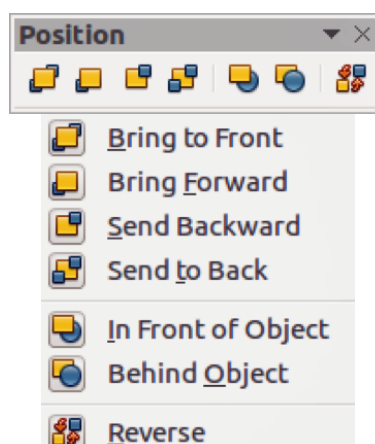 Position
Bring to Front
Bring Forward
Send Backward
Send to Back
In Front of Object
Behind Object
Reverse